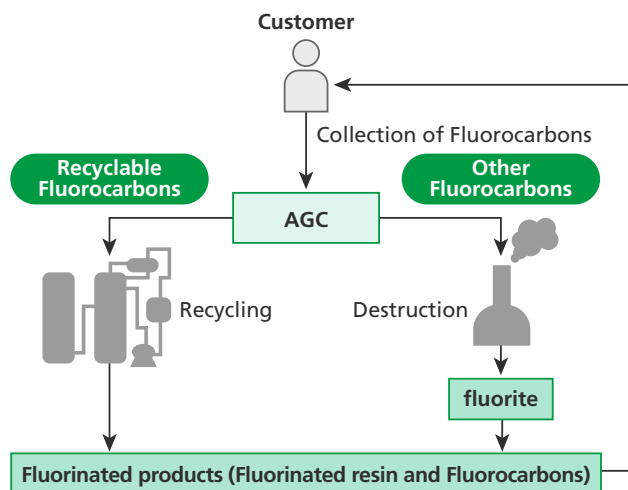 Customer
Collection of Fluorocarbons
Recyclable
Fluorocarbons
Other
Fluorocarbons
AGC
Recycling
Destruction
fluorite
Fluorinated products (Fluorinated resin and Fluorocarbons)